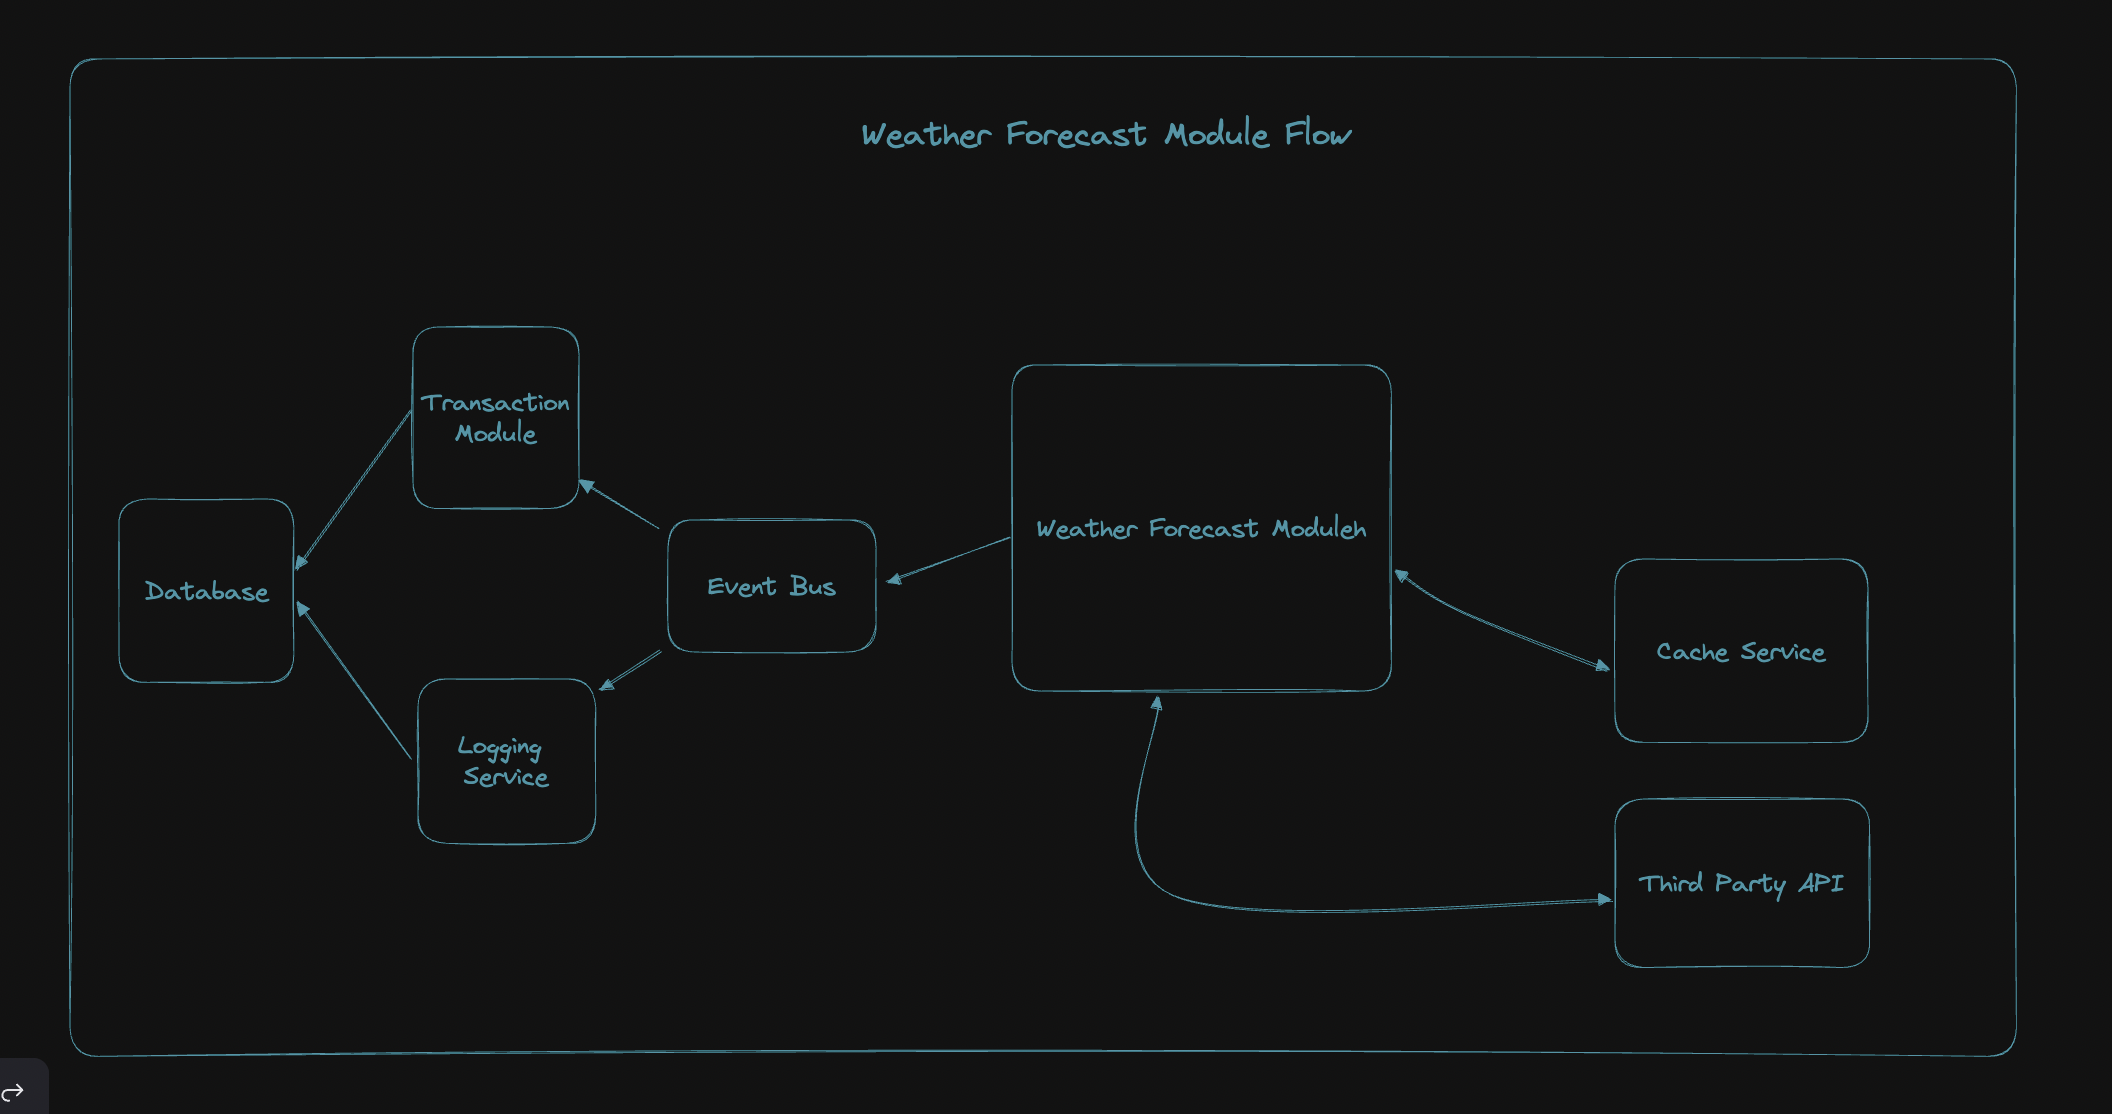 Weather Forecast Module Flow
Transaction
Module
Weather Forecast Moduleh
Event Bus
Database
Cache Service
Logging
Service
Third Party API